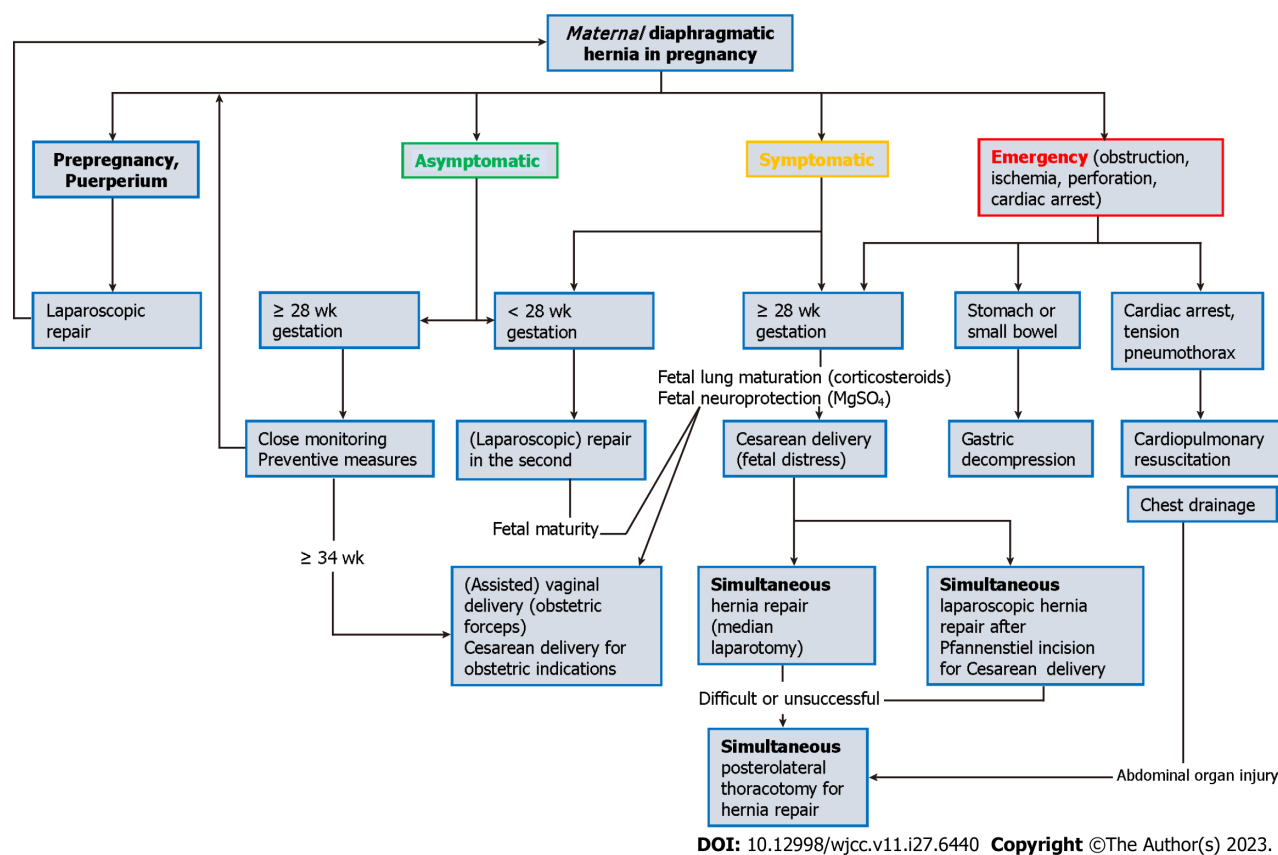 Maternal diaphragmatic
hernia in pregnancy
Prepregnancy,
Puerperium
Asymptomatic
Symptomatic
Emergency (obstruction,
ischemia, perforation,
cardiac arrest)
Laparoscopic
repair
≥ 28 wk
gestation
< 28 wk
gestation
≥ 28 wk
gestation
Stomach or
small bowel
Cardiac arrest,
tension
pneumothorax
Fetal lung maturation (corticosteroids)
Fetal neuroprotection (MgSO₄)
Close monitoring
Preventive measures
(Laparoscopic) repair
in the second
Cesarean delivery
(fetal distress)
Gastric
decompression
Cardiopulmonary
resuscitation
Chest drainage
Fetal maturity
≥ 34 wk
(Assisted) vaginal
delivery (obstetric
forceps)
Cesarean delivery for
obstetric indications
Simultaneous
hernia repair
(median
laparotomy)
Simultaneous
laparoscopic hernia
repair after
Pfannenstiel incision
for Cesarean delivery
Difficult or unsuccessful
Simultaneous
posterolateral
thoracotomy for
hernia repair
Abdominal organ injury
DOI: 10.12998/wjcc.v11.i27.6440 Copyright ©The Author(s) 2023.